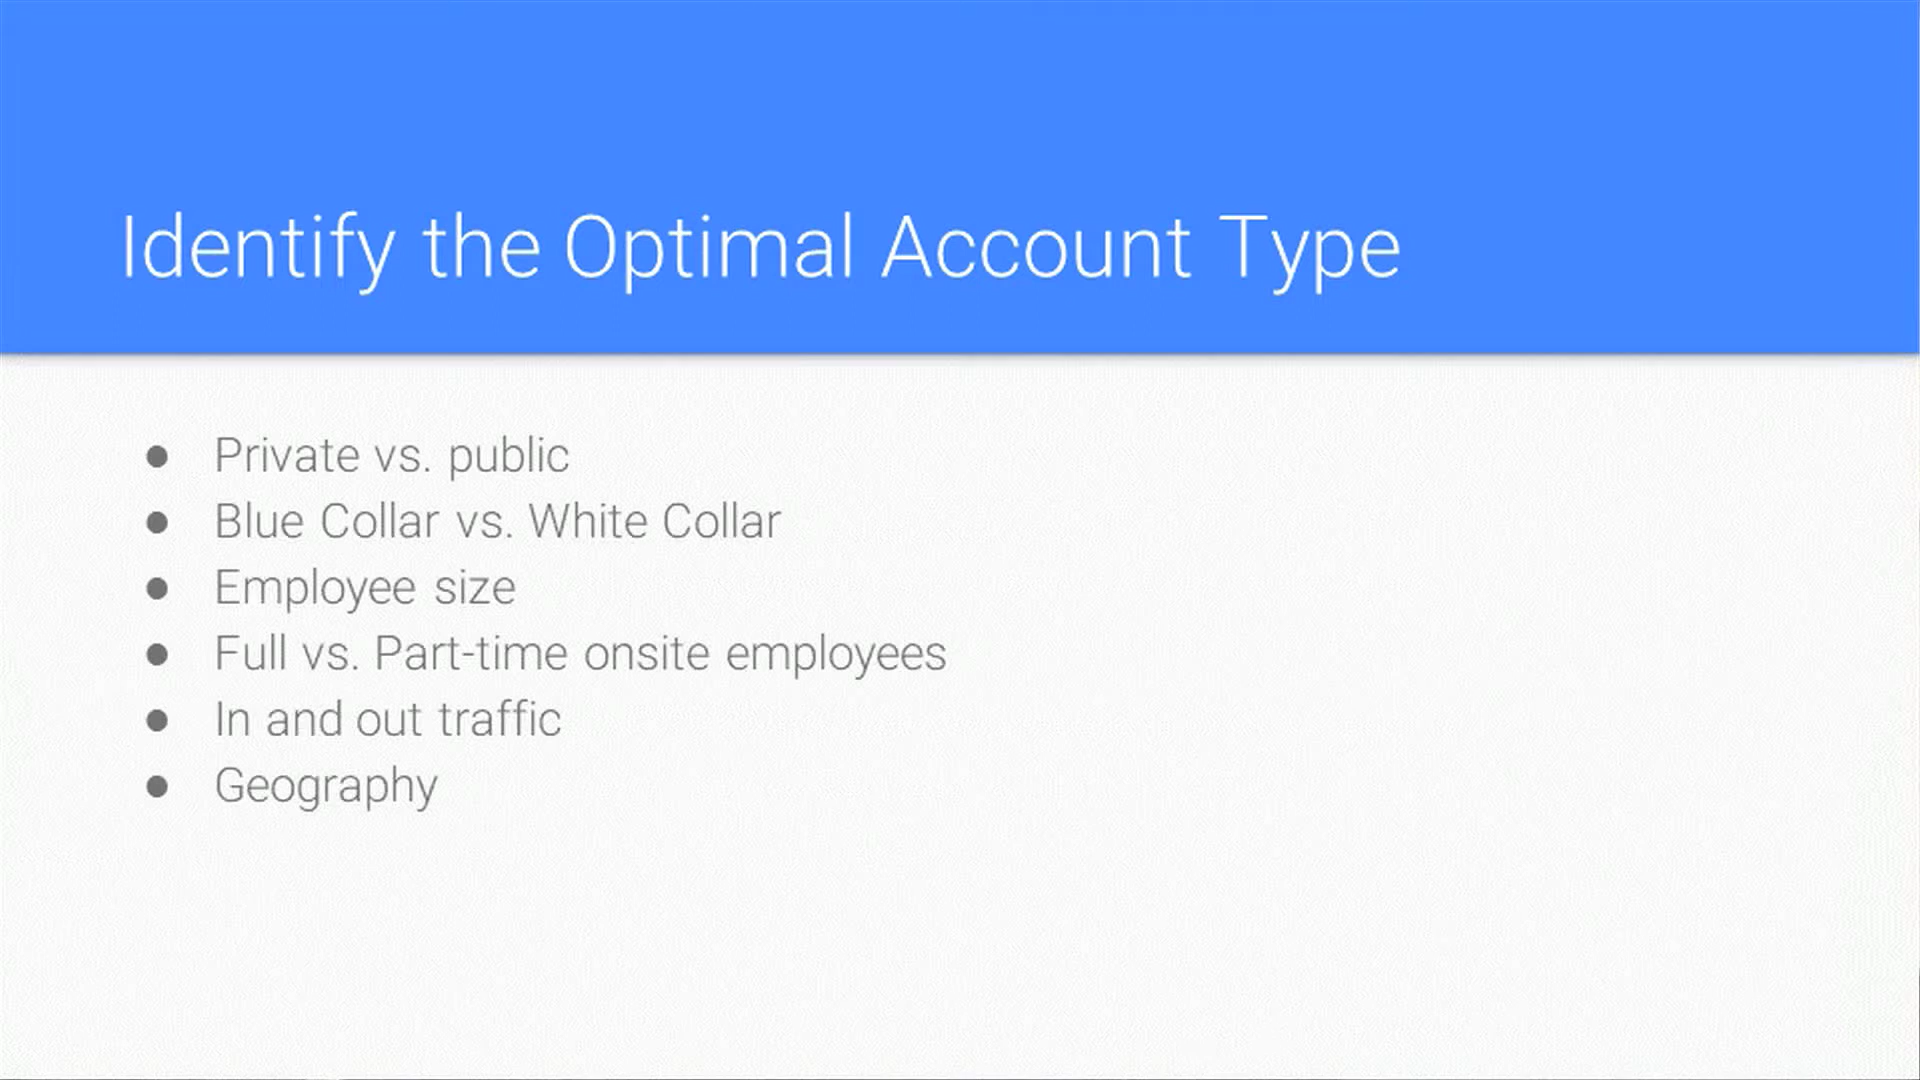 Identify the Optimal Account Type
● Private vs. public
● Blue Collar vs. White Collar
● Employee size
● Full vs. Part-time onsite employees
● In and out traffic
● Geography